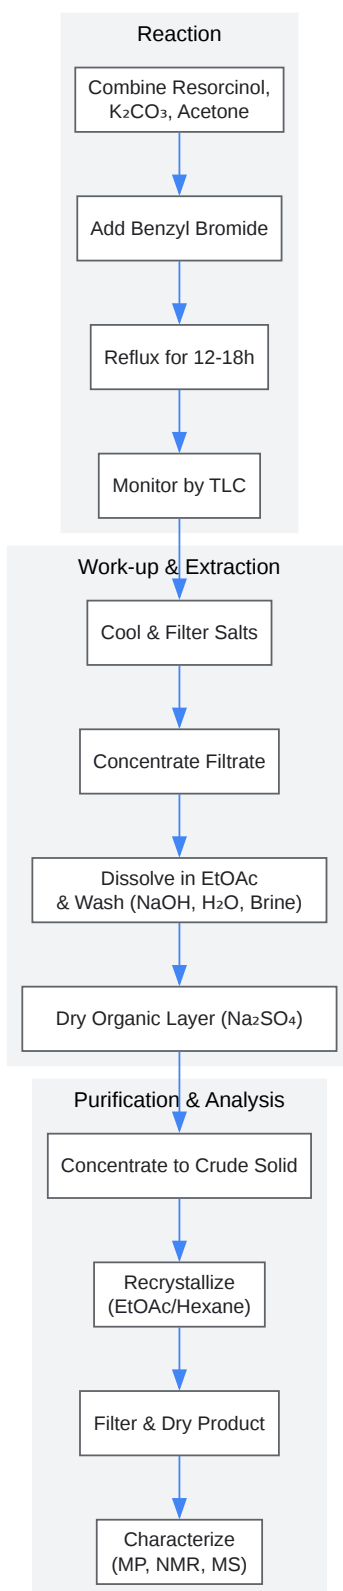 Reaction
Combine Resorcinol,
K₂CO₃, Acetone
Add Benzyl Bromide
Reflux for 12-18h
Monitor by TLC
Work-up & Extraction
Cool & Filter Salts
Concentrate Filtrate
Dissolve in EtOAc
& Wash (NaOH, H₂O, Brine)
Dry Organic Layer (Na₂SO₄)
Purification & Analysis
Concentrate to Crude Solid
Recrystallize
(EtOAc/Hexane)
Filter & Dry Product
Characterize
(MP, NMR, MS)